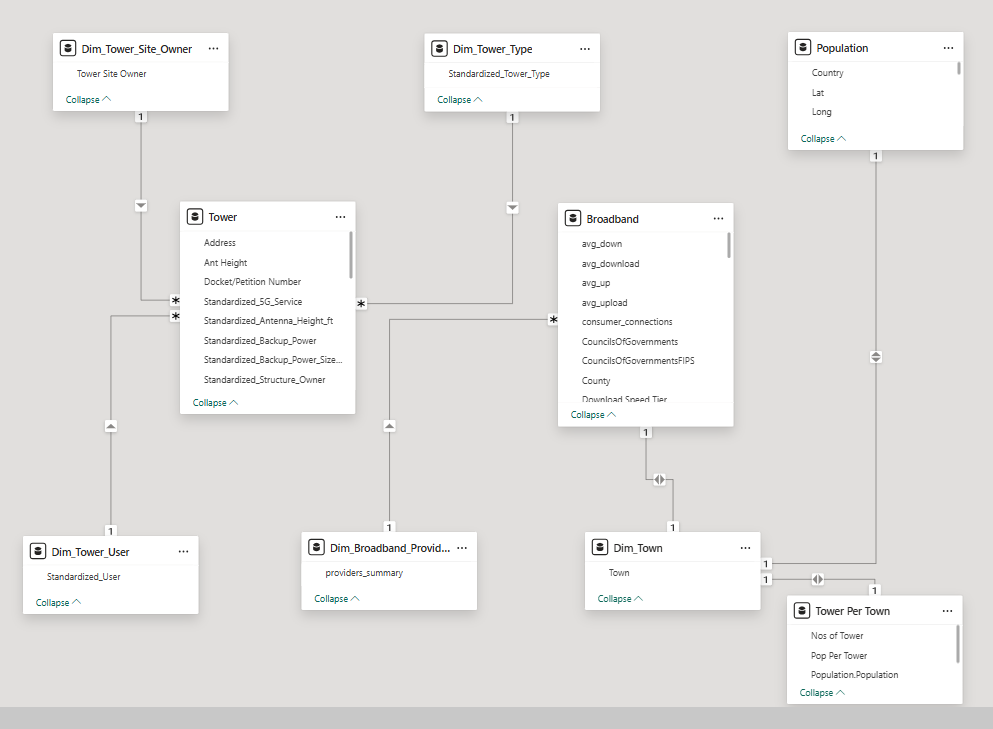 Dim_Tower_Site_Owner
Tower Site Owner
Collapse
1
Dim_Tower_Type
Standardized_Tower_Type
Collapse
1
Population
Country
Lat
Long
Collapse
1
Tower
Address
Ant Height
Docket/Petition Number
Standardized_5G_Service
Standardized_Antenna_Height_ft
Standardized_Backup_Power
Standardized_Backup_Power_Size...
Standardized_Structure_Owner
Collapse
*
*
*
Broadband
avg_down
avg_download
avg_up
avg_upload
consumer_connections
CouncilsOfGovernments
CouncilsOfGovernmentsFIPS
County
Download Speed Tier
Collapse
*
1
1
Dim_Tower_User
Standardized_User
Collapse
1
Dim_Broadband_Provid...
providers_summary
Collapse
1
Dim_Town
Town
Collapse
1
1
1
Tower Per Town
Nos of Tower
Pop Per Tower
Population.Population
Collapse